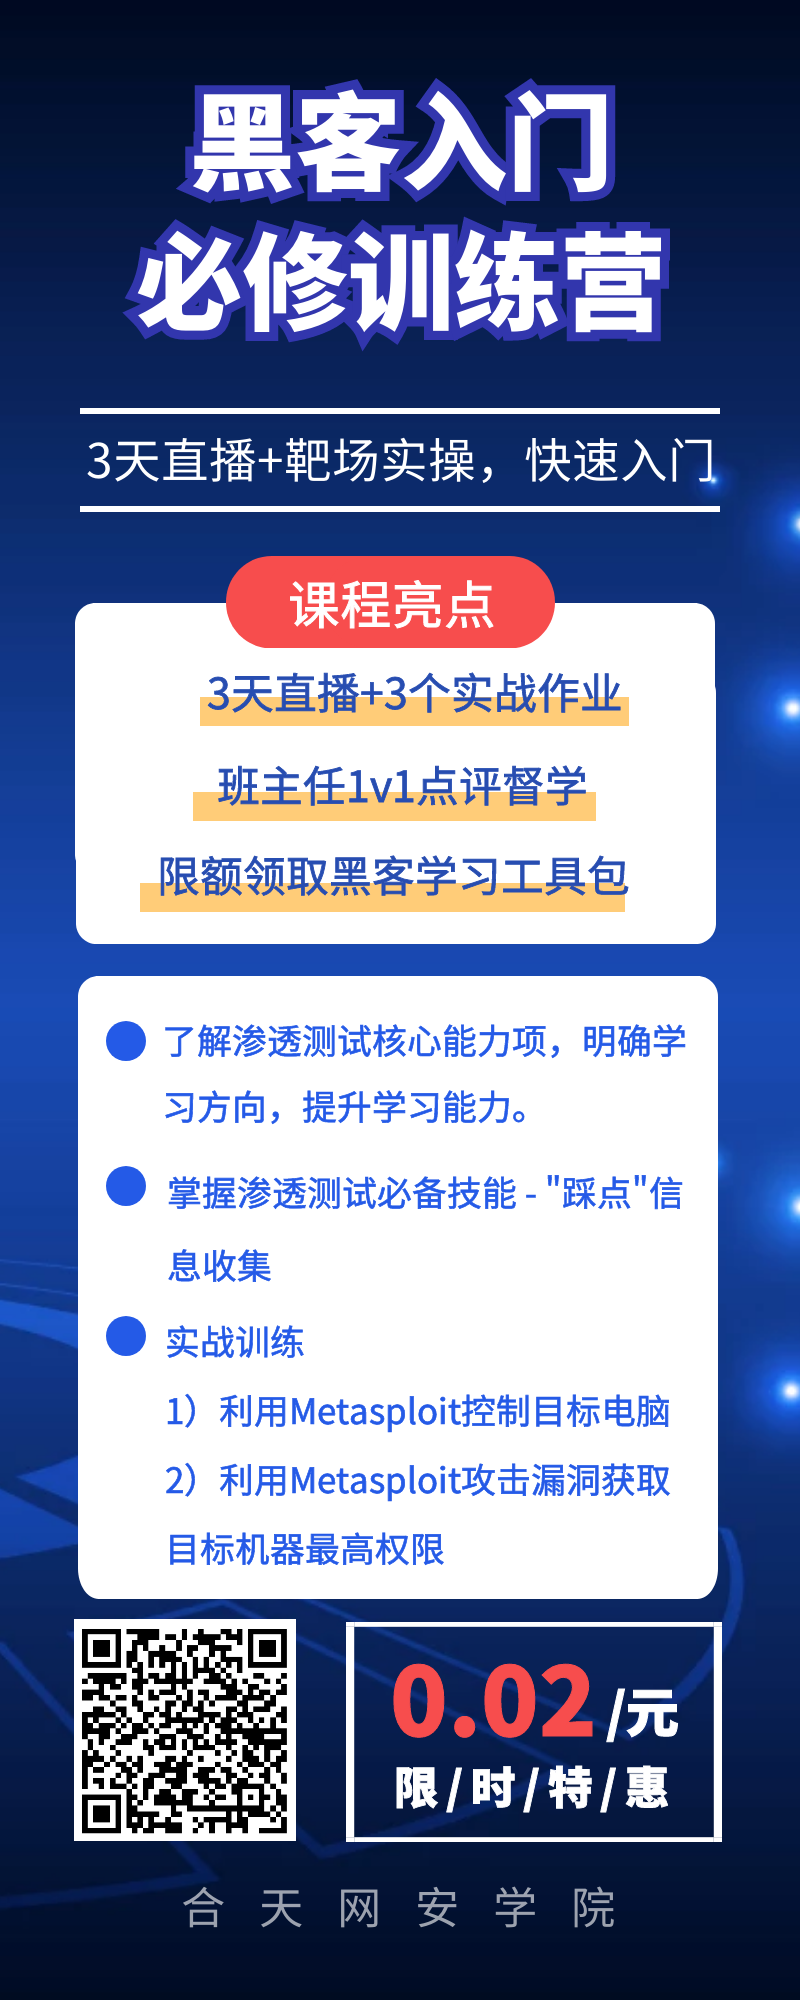 黑客入门
必修训练营
3天直播+靶场实操，快速入门
课程亮点
3天直播+3个实战作业
班主任1v1点评督学
限额领取黑客学习工具包
了解渗透测试核心能力项，明确学
习方向，提升学习能力。
掌握渗透测试必备技能 - "踩点"信
息收集
实战训练
1）利用Metasploit控制目标电脑
2）利用Metasploit攻击漏洞获取
目标机器最高权限
0.02/元
限/时/特/惠
合天网安学院